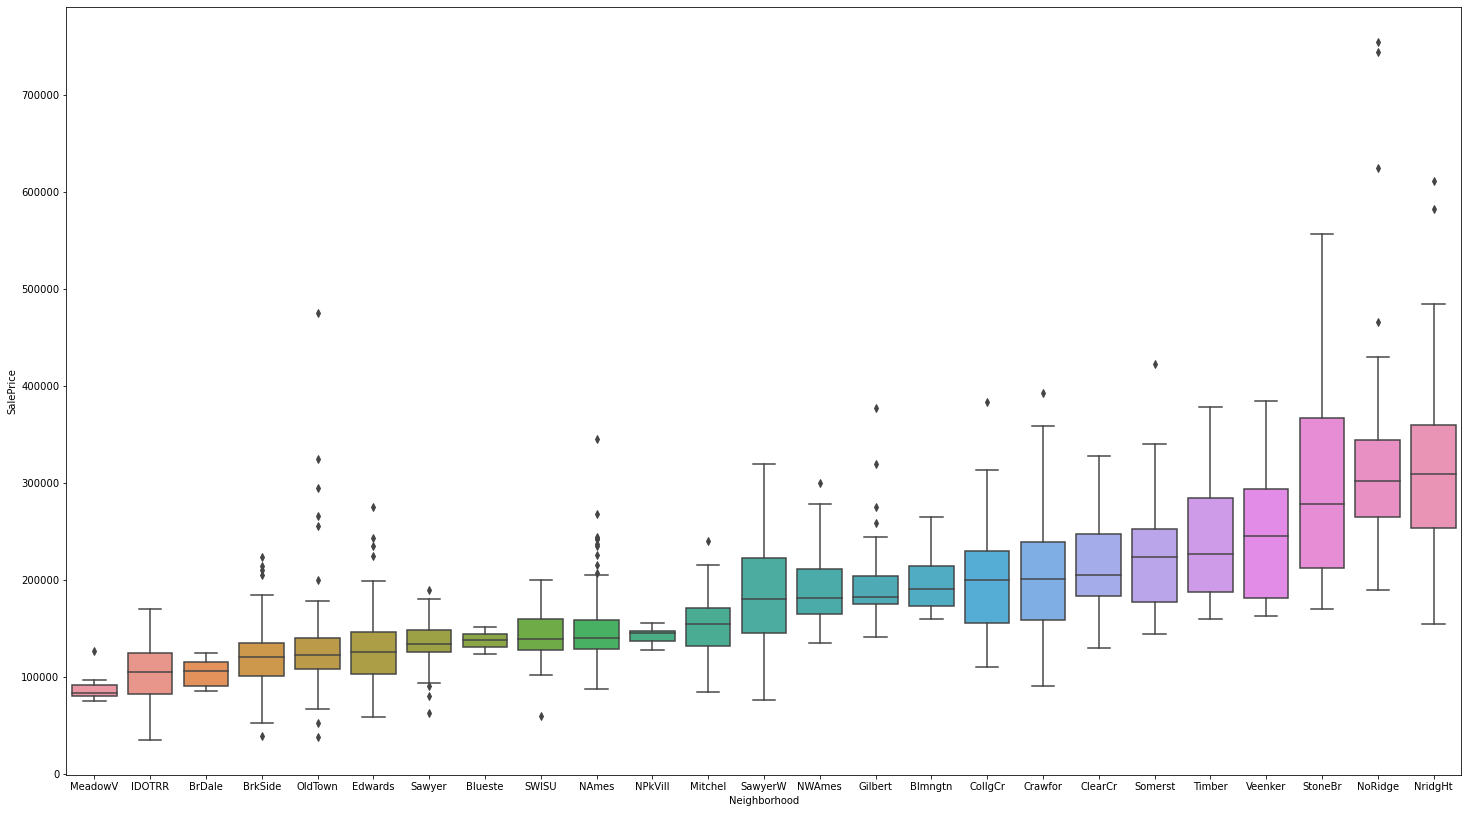 700000
600000
500000
400000
300000
200000
100000
0
SalePrice
MeadowV IDOTRR BrDale BrkSide OldTown Edwards Sawyer Blueste SWISU NAmes NPkVill Mitchel SawyerW NWAmes Gilbert Blmngtn CollgCr Crawfor ClearCr Somerst Timber Veenker StoneBr NoRidge NridgHt
Neighborhood